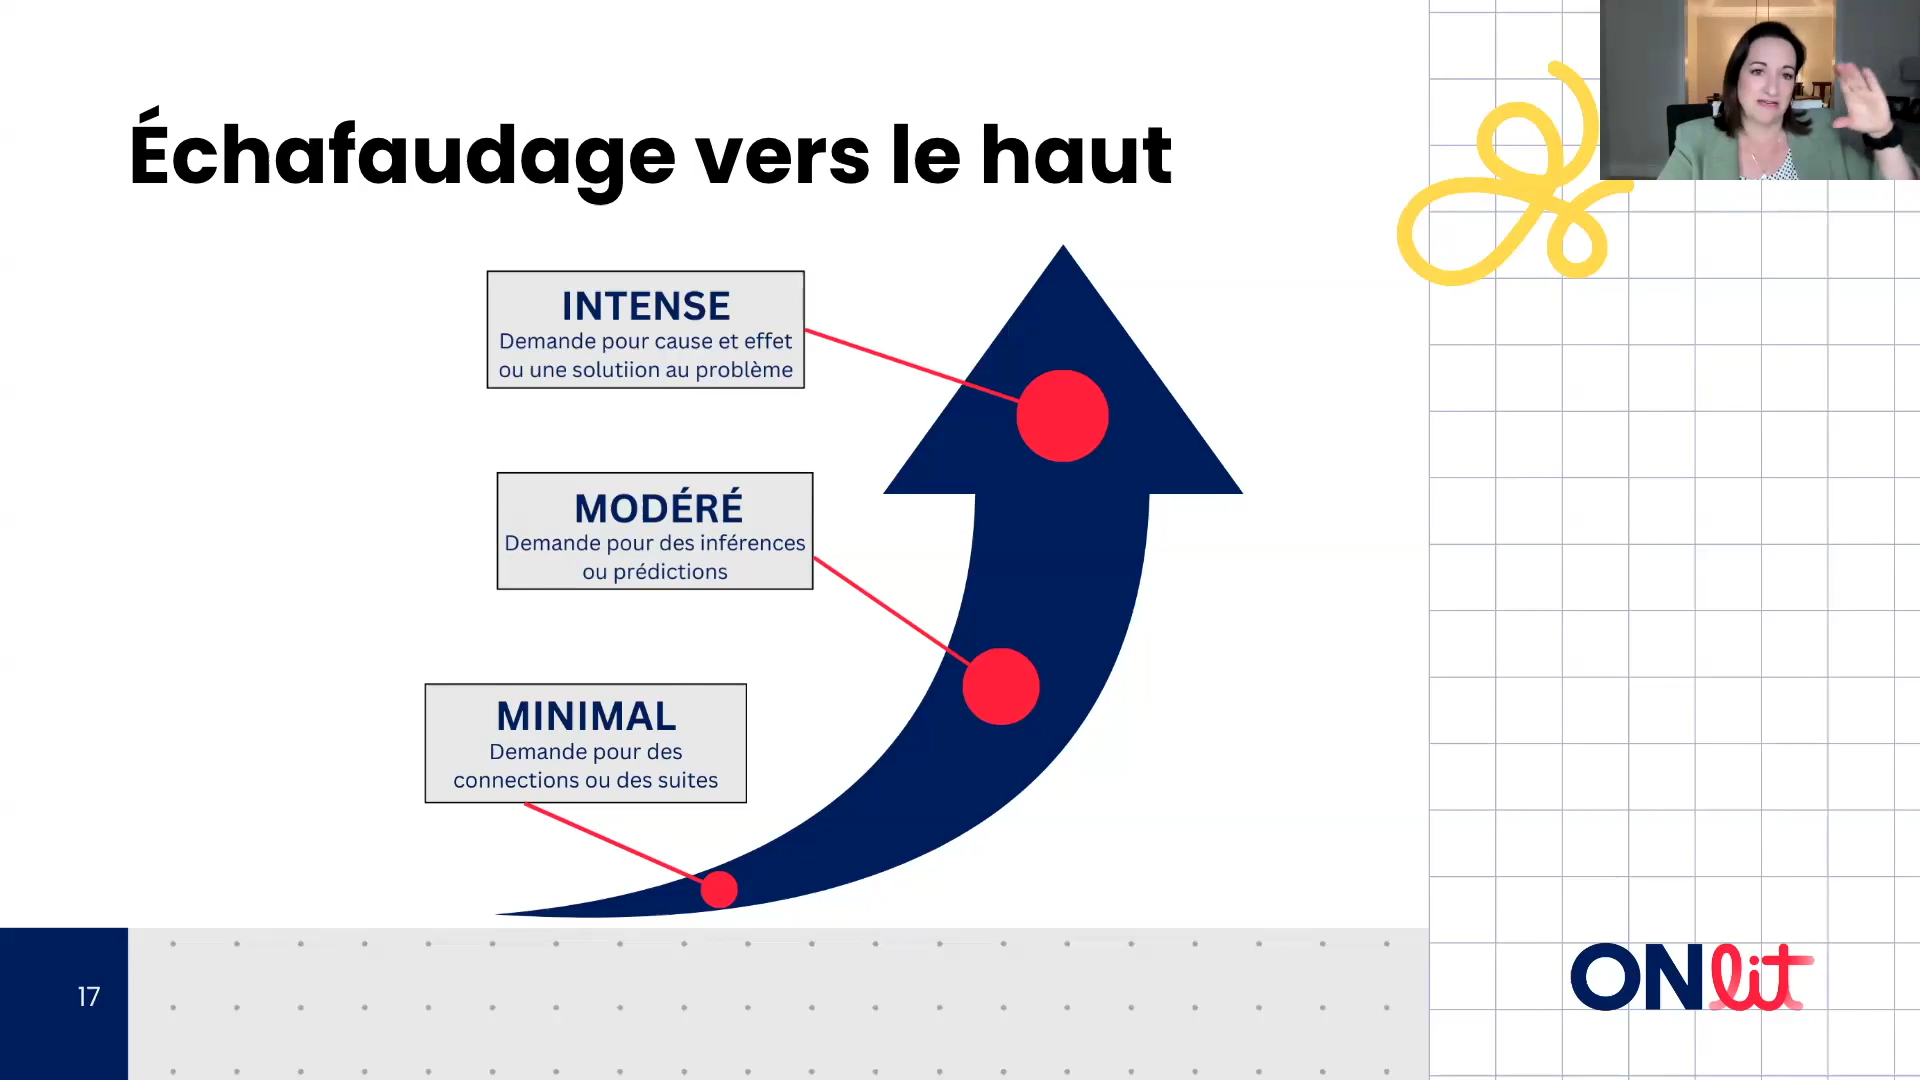 Échafaudage vers le haut
INTENSE
Demande pour cause et effet
ou une solutiion au problème
MODÉRÉ
Demande pour des inférences
ou prédictions
MINIMAL
Demande pour des
connections ou des suites
17
ONlit